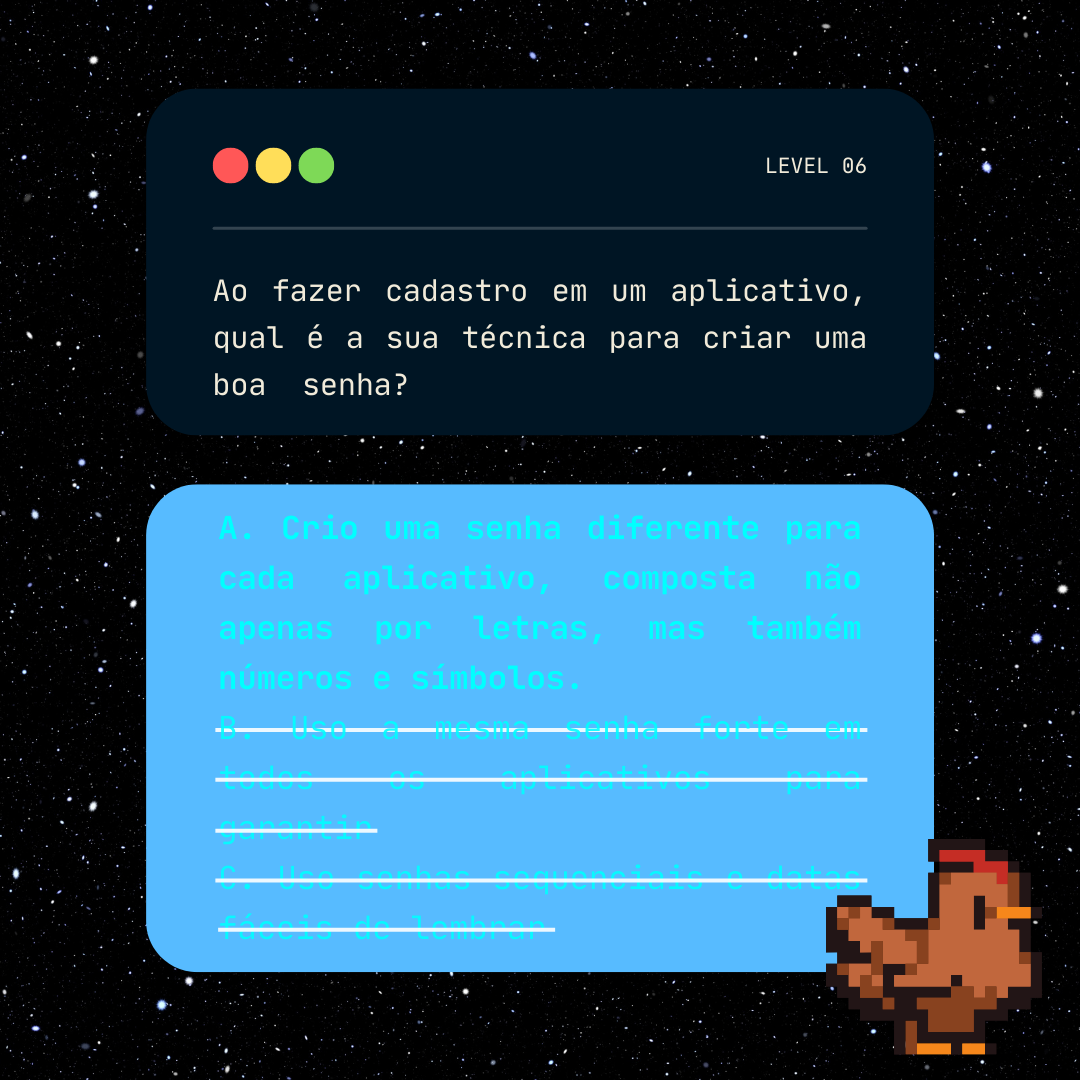 LEVEL 06
Ao fazer cadastro em um aplicativo,
qual é a sua técnica para criar uma
boa senha?
A. Crio uma senha diferente para
cada aplicativo, composta não
apenas por letras, mas também
números e símbolos.
B. Uso a mesma senha forte em
todos os aplicativos para
garantir
C. Uso senhas sequenciais e datas
fáceis de lembrar